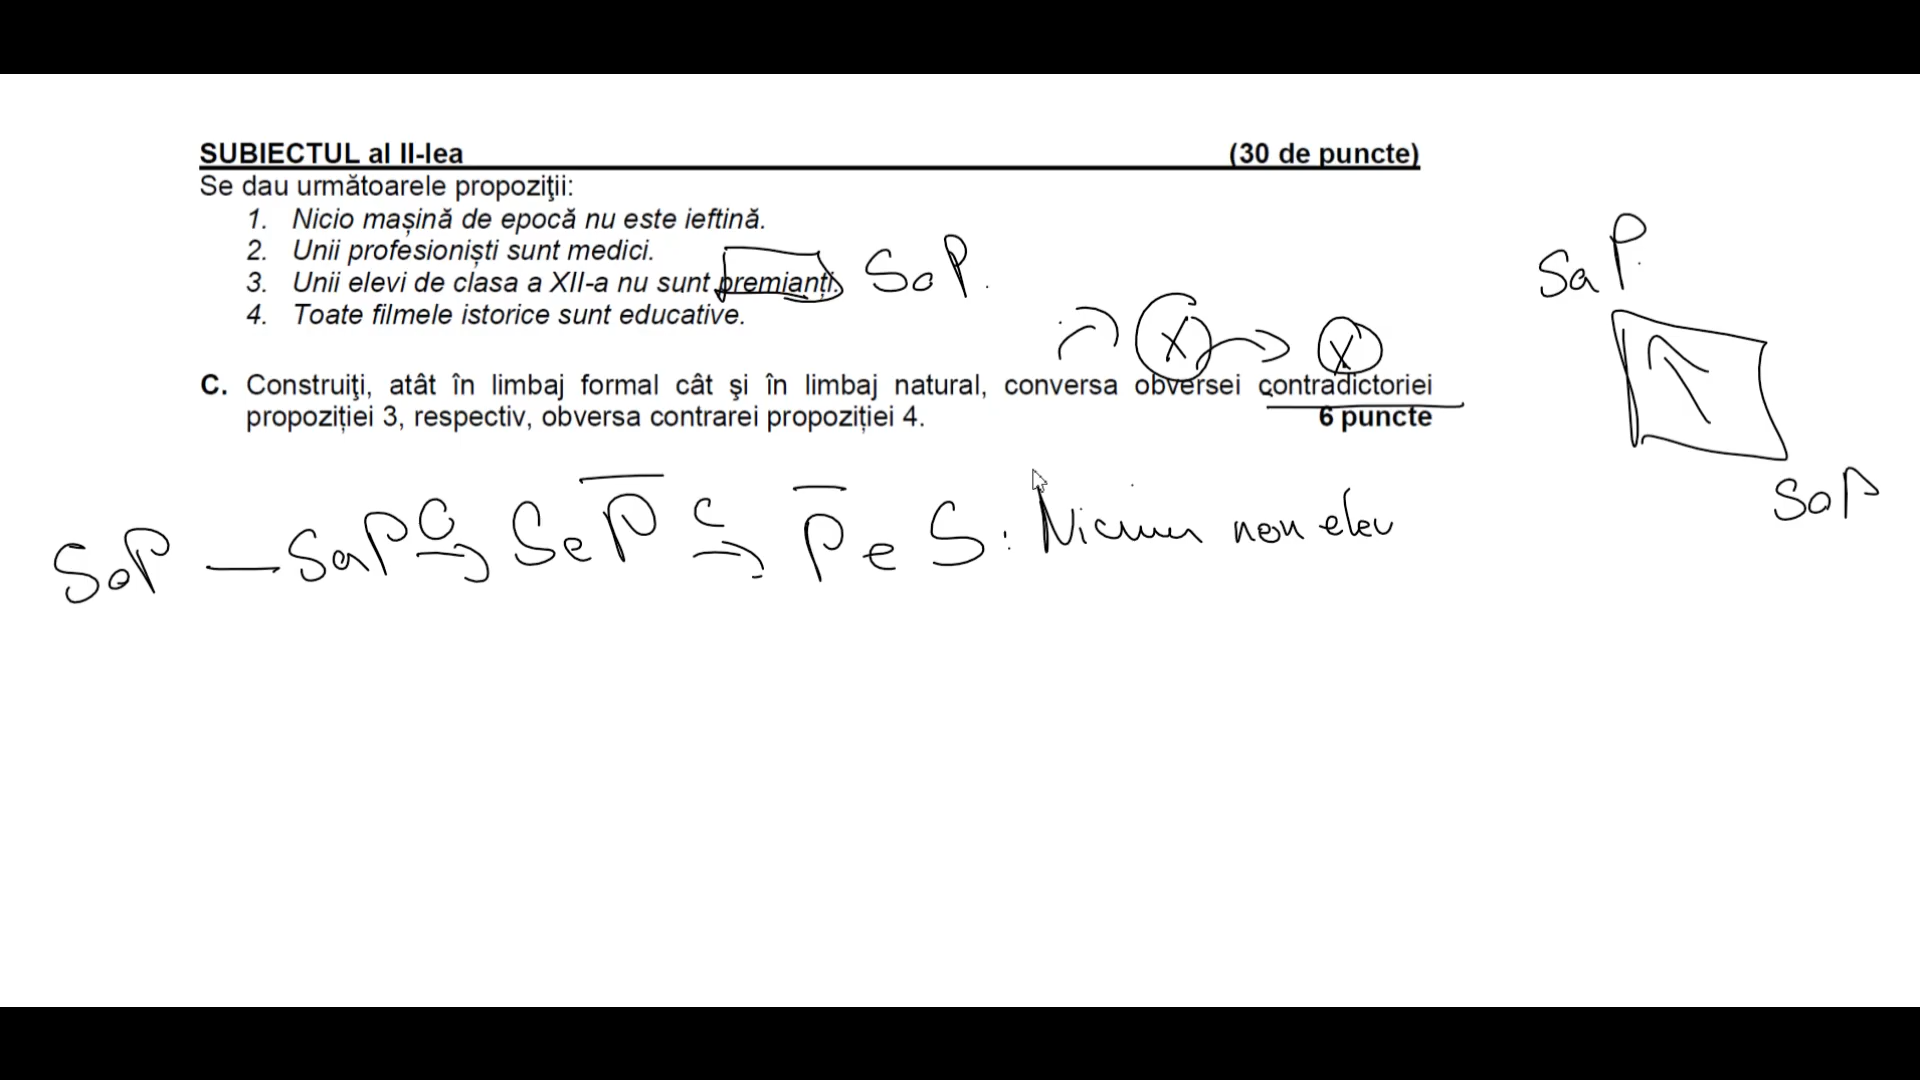 SUBIECTUL al II-lea (30 de puncte)
Se dau următoarele propoziţii:
1. Nicio mașină de epocă nu este ieftină.
2. Unii profesioniști sunt medici.
3. Unii elevi de clasa a XII-a nu sunt premianți. SoP.
4. Toate filmele istorice sunt educative.
SaP.
X X
C. Construiţi, atât în limbaj formal cât şi în limbaj natural, conversa obversei contradictoriei
propoziției 3, respectiv, obversa contrarei propoziției 4. 6 puncte
SoP
SoP — SaP o→ SeP̅ c→ P̅eS: Niciun non elev